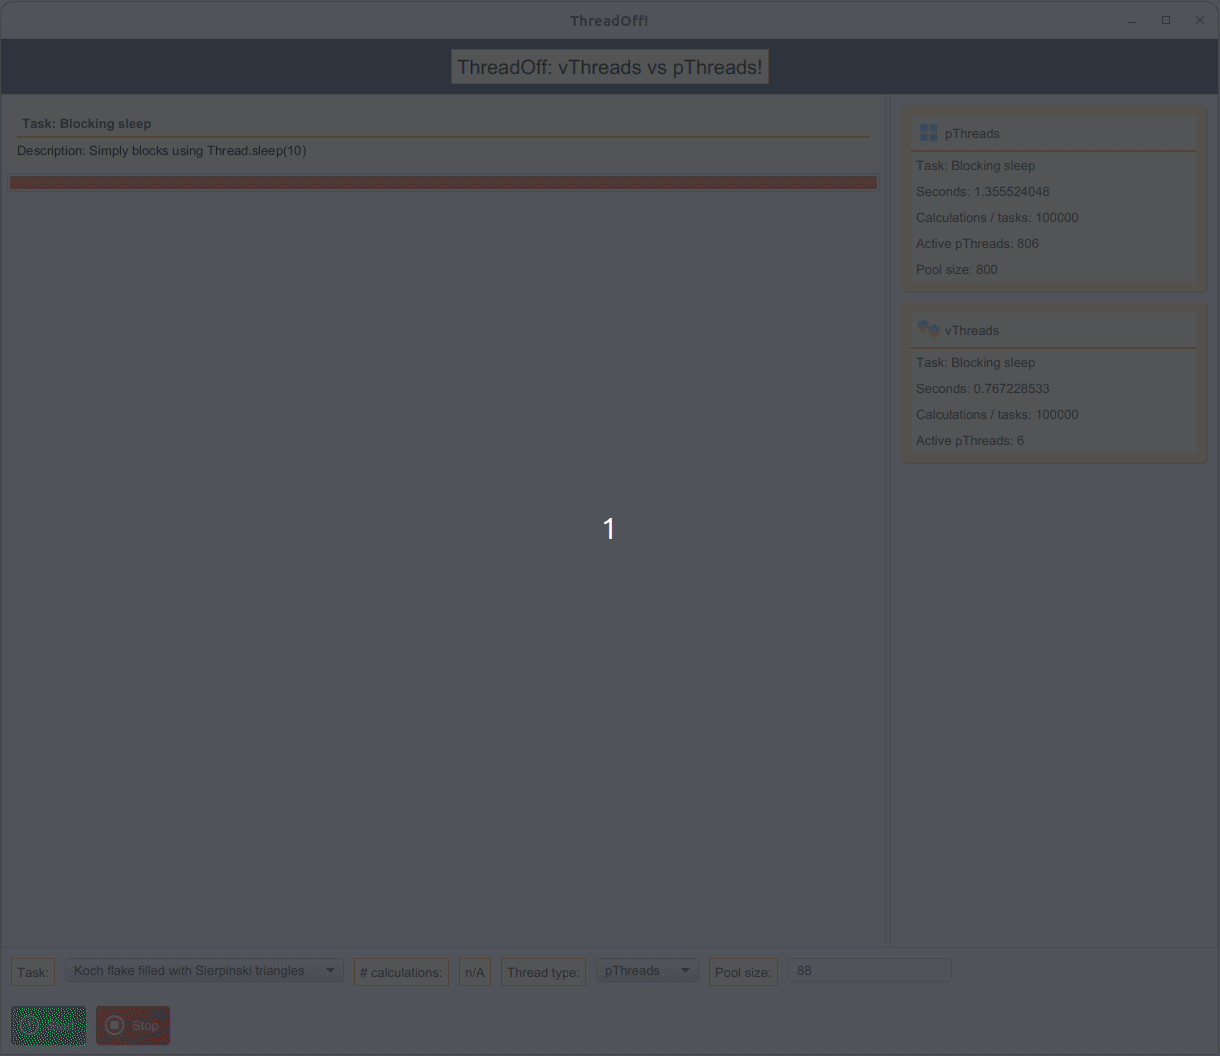 ThreadOff!
ThreadOff: vThreads vs pThreads!
Task: Blocking sleep
Description: Simply blocks using Thread.sleep(10)
pThreads
Task: Blocking sleep
Seconds: 1.355524048
Calculations / tasks: 100000
Active pThreads: 806
Pool size: 800
vThreads
Task: Blocking sleep
Seconds: 0.767228533
Calculations / tasks: 100000
Active pThreads: 6
1
Task: Koch flake filled with Sierpinski triangles # calculations: n/A Thread type: pThreads Pool size: 88
Stop